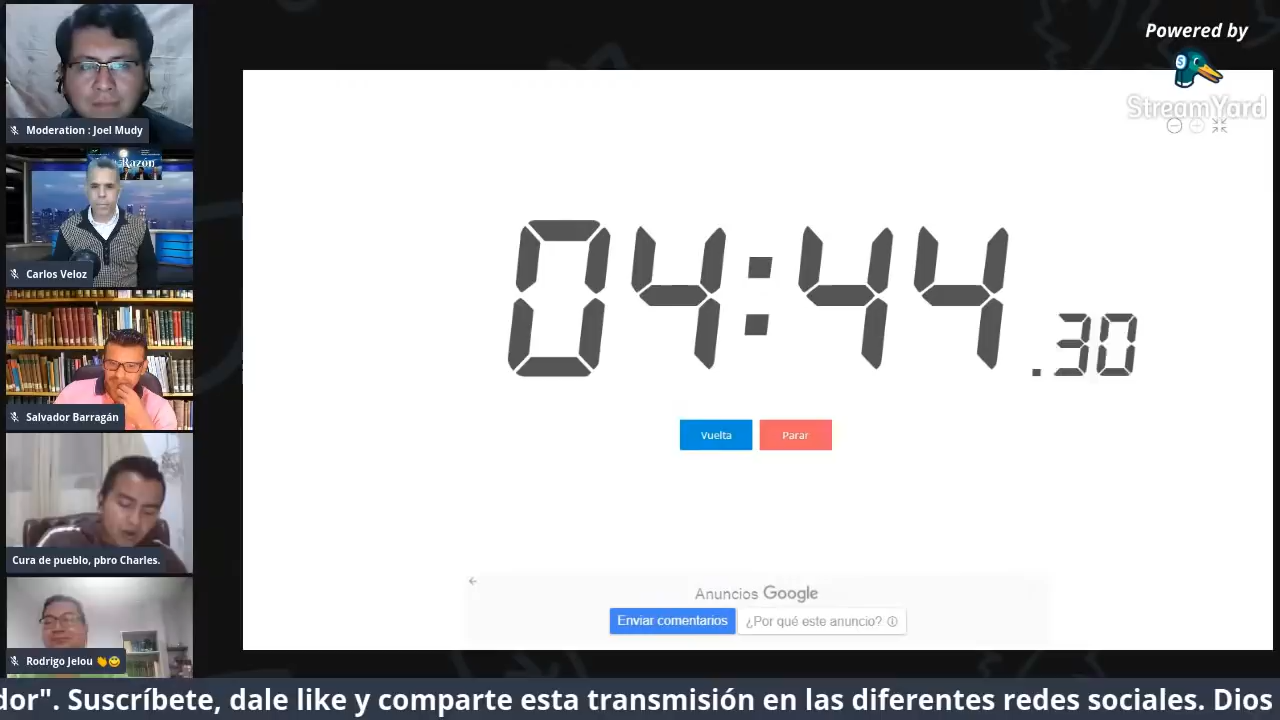 Powered by
StreamYard
Moderation : Joel Mudy
Razón
Carlos Veloz
Salvador Barragán
Cura de pueblo, pbro Charles.
Rodrigo Jelou 👏😊
04:44.30
Vuelta
Parar
Anuncios Google
Enviar comentarios
¿Por qué este anuncio?
dor". Suscríbete, dale like y comparte esta transmisión en las diferentes redes sociales. Dios